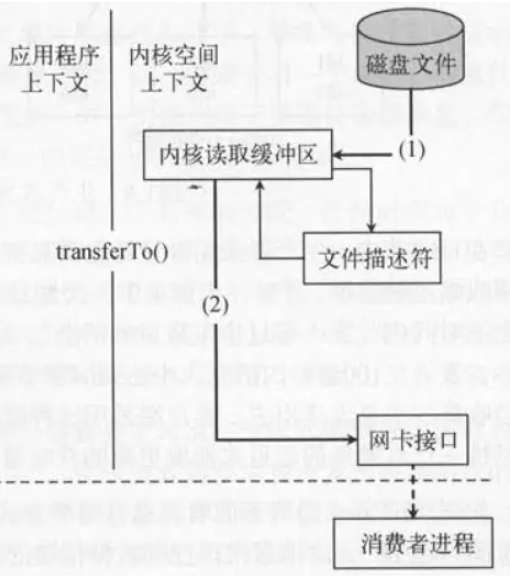 应用程序
上下文
内核空间
上下文
磁盘文件
(1)
内核读取缓冲区
transferTo()
文件描述符
(2)
网卡接口
消费者进程